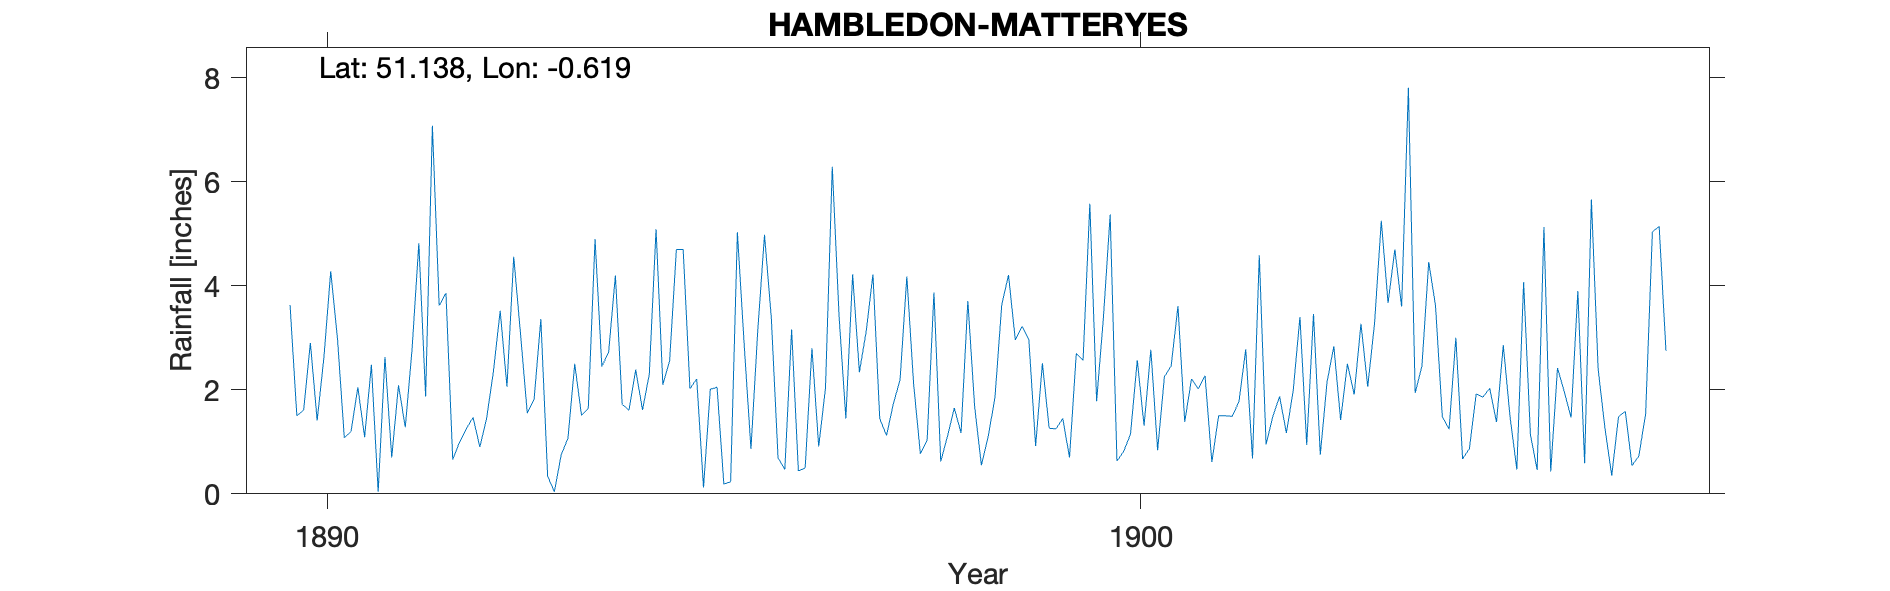 HAMBLEDON-MATTERYES
Lat: 51.138, Lon: -0.619
8
6
4
2
0
Rainfall [inches]
1890
1900
Year